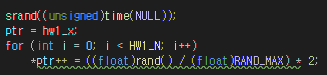 srand((unsigned)time(NULL));
ptr = hw1_x;
for (int i = 0; i < HW1_N; i++)
*ptr++ = ((float)rand() / (float)RAND_MAX) * 2;